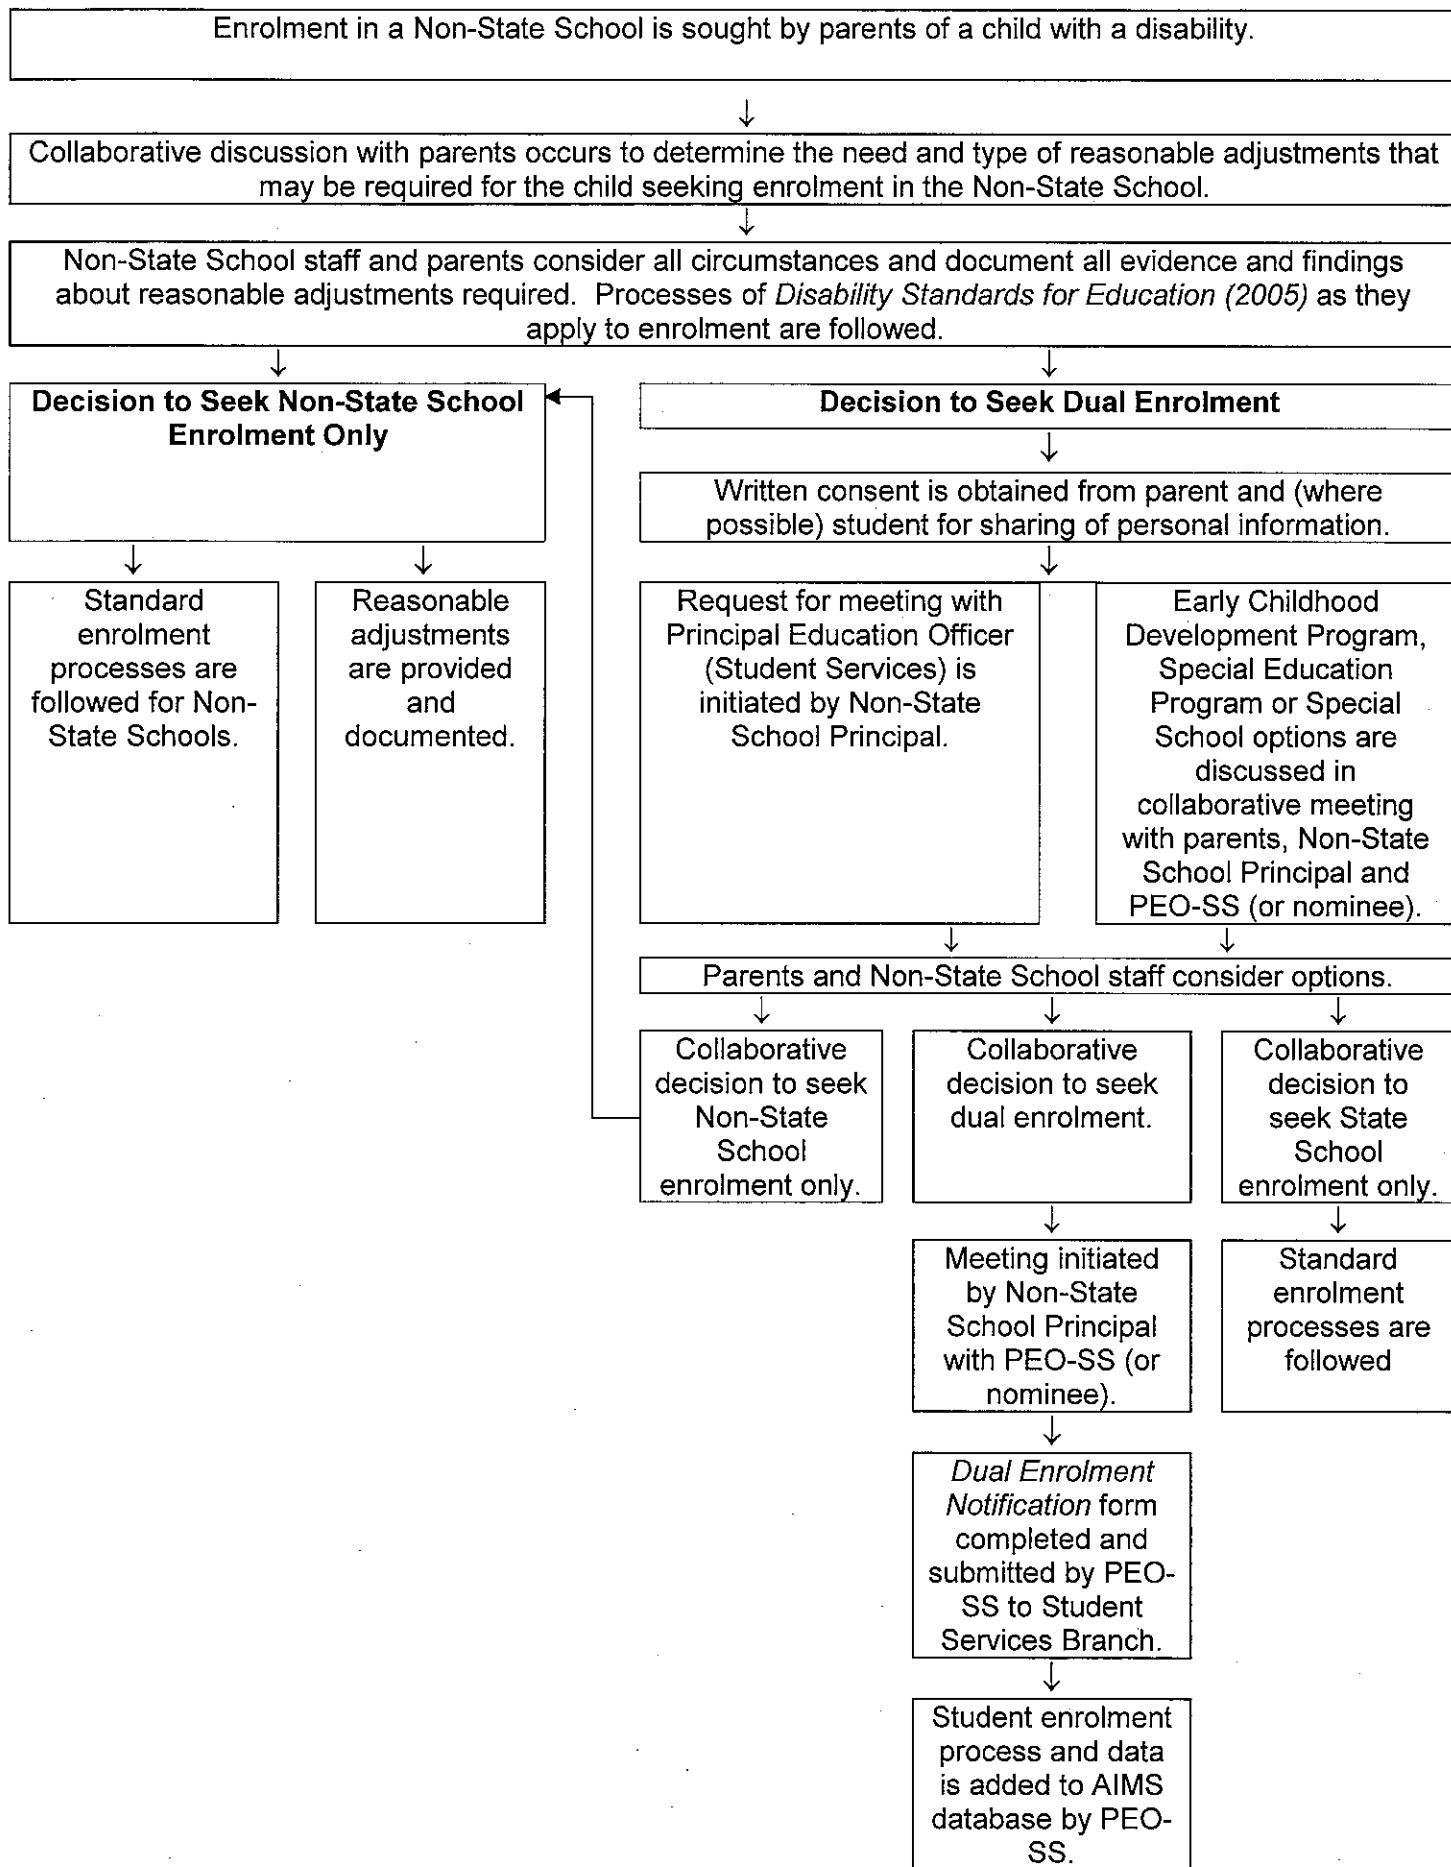 Enrolment in a Non-State School is sought by parents of a child with a disability.
Collaborative discussion with parents occurs to determine the need and type of reasonable adjustments that
may be required for the child seeking enrolment in the Non-State School.
Non-State School staff and parents consider all circumstances and document all evidence and findings
about reasonable adjustments required. Processes of Disability Standards for Education (2005) as they
apply to enrolment are followed.
Decision to Seek Non-State School
Enrolment Only
Standard
enrolment
processes are
followed for Non-
State Schools.
Reasonable
adjustments
are provided
and
documented.
Decision to Seek Dual Enrolment
Written consent is obtained from parent and (where
possible) student for sharing of personal information.
Request for meeting with
Principal Education Officer
(Student Services) is
initiated by Non-State
School Principal.
Early Childhood
Development Program,
Special Education
Program or Special
School options are
discussed in
collaborative meeting
with parents, Non-State
School Principal and
PEO-SS (or nominee).
Parents and Non-State School staff consider options.
Collaborative
decision to seek
Non-State
School
enrolment only.
Collaborative
decision to seek
dual enrolment.
Collaborative
decision to
seek State
School
enrolment only.
Meeting initiated
by Non-State
School Principal
with PEO-SS (or
nominee).
Standard
enrolment
processes are
followed
Dual Enrolment
Notification form
completed and
submitted by PEO-
SS to Student
Services Branch.
Student enrolment
process and data
is added to AIMS
database by PEO-
SS.